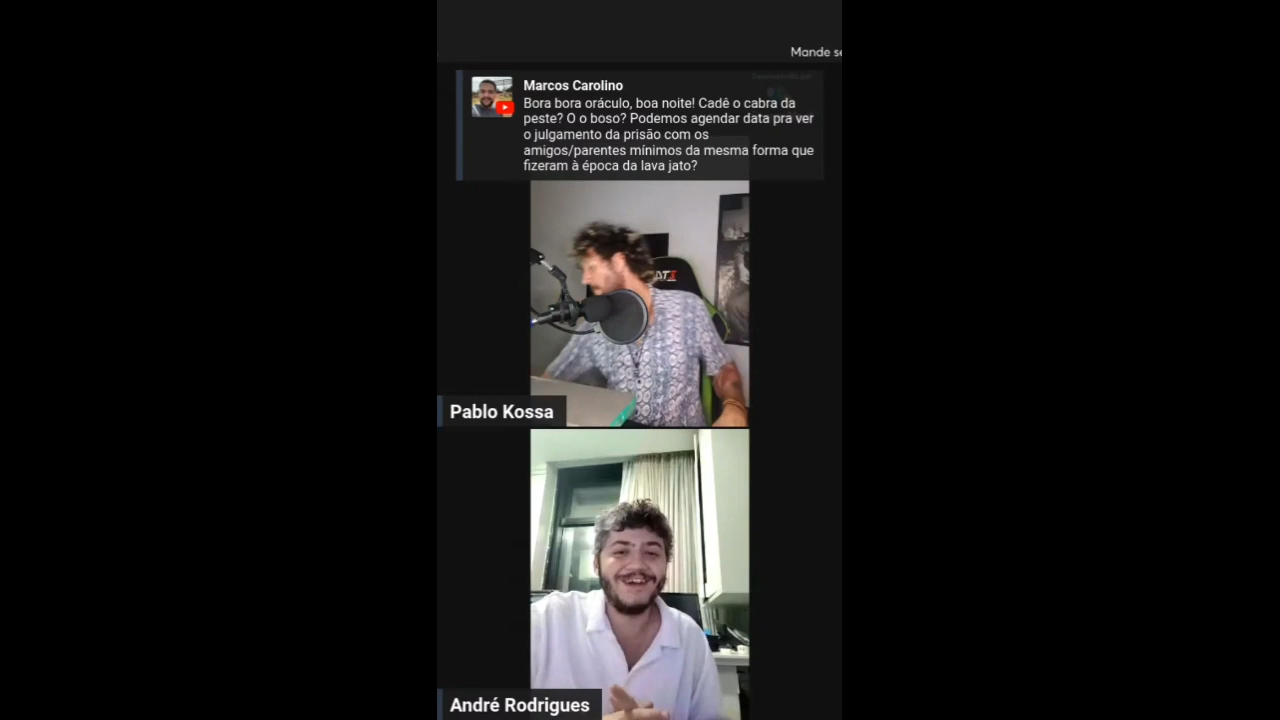 Mande se
Marcos Carolino
Bora bora oráculo, boa noite! Cadê o cabra da
peste? O o boso? Podemos agendar data pra ver
o julgamento da prisão com os
amigos/parentes mínimos da mesma forma que
fizeram à época da lava jato?
Pablo Kossa
André Rodrigues